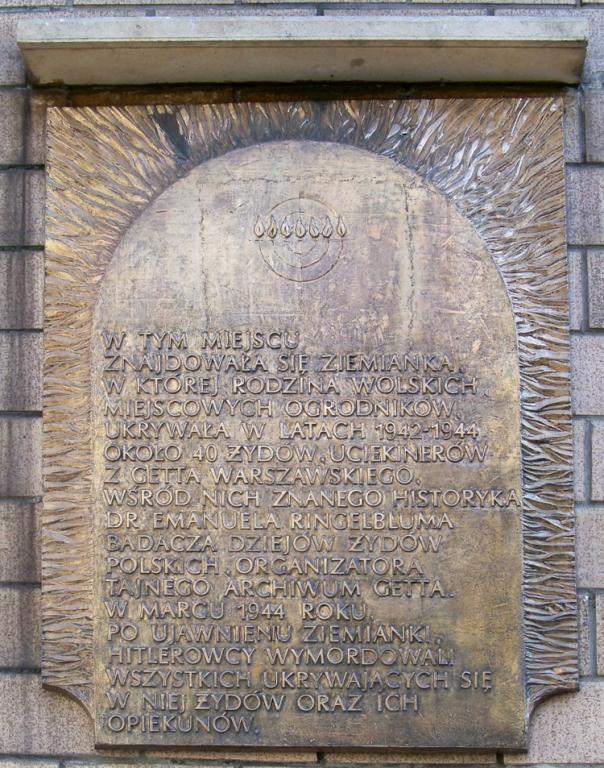 W TYM MIEJSCU
ZNAJDOWAŁA SIĘ ZIEMIANKA,
W KTÓREJ RODZINA WOLSKICH,
MIEJSCOWYCH OGRODNIKÓW,
UKRYWAŁA W LATACH 1942-1944
OKOŁO 40 ŻYDÓW, UCIEKINERÓW
Z GETTA WARSZAWSKIEGO,
WŚRÓD NICH ZNANEGO HISTORYKA
DR. EMANUELA RINGELBLUMA
BADACZA DZIEJÓW ŻYDÓW
POLSKICH, ORGANIZATORA
TAJNEGO ARCHIWUM GETTA.
W MARCU 1944 ROKU,
PO UJAWNIENIU ZIEMIANKI,
HITLEROWCY WYMORDOWALI
WSZYSTKICH UKRYWAJĄCYCH SIĘ
W NIEJ ŻYDÓW ORAZ ICH
OPIEKUNÓW.